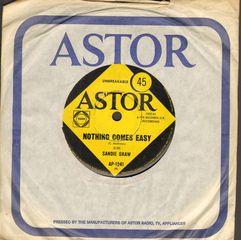 ASTOR
UNBREAKABLE
45
ASTOR
NOTHING COMES EASY
SANDIE SHAW
AP-1241
PRESSED BY THE MANUFACTURERS OF ASTOR RADIO, TV, APPLIANCES